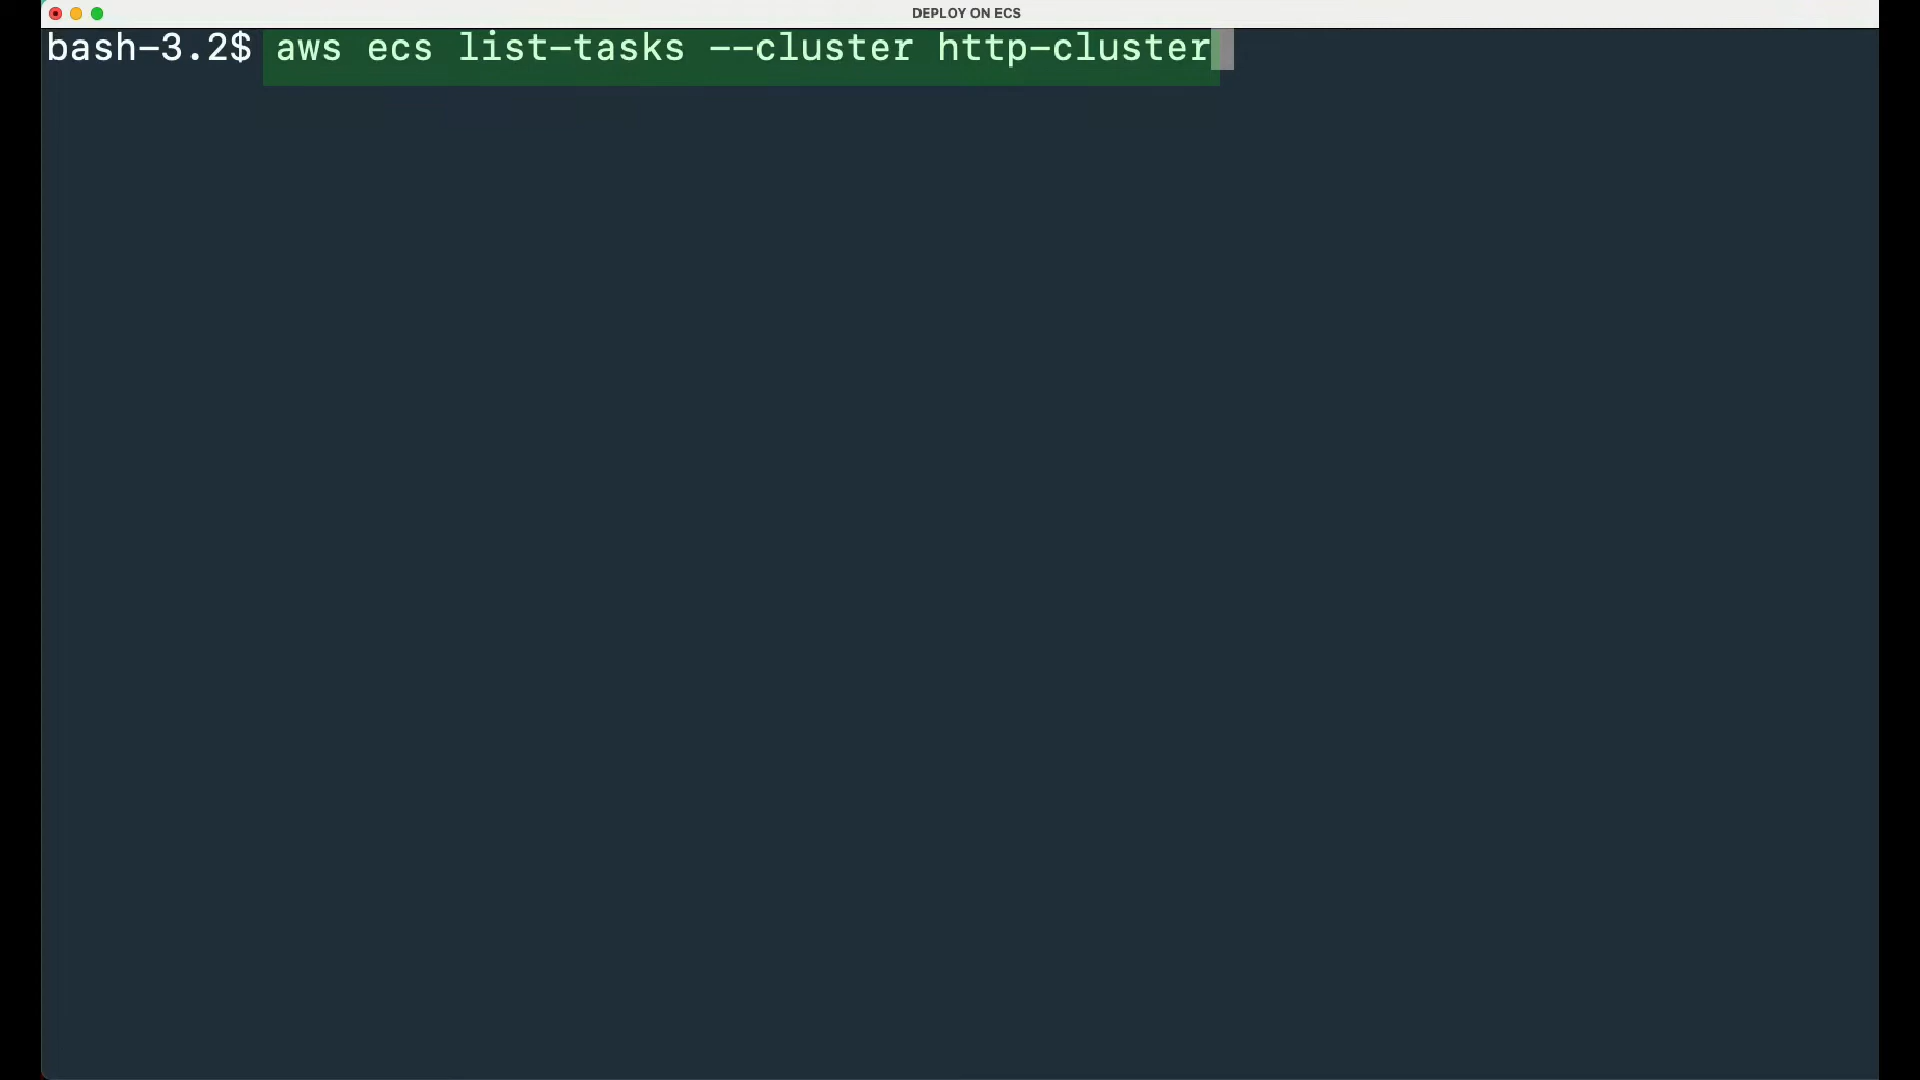 DEPLOY ON ECS
bash-3.2$ aws ecs list-tasks --cluster http-cluster